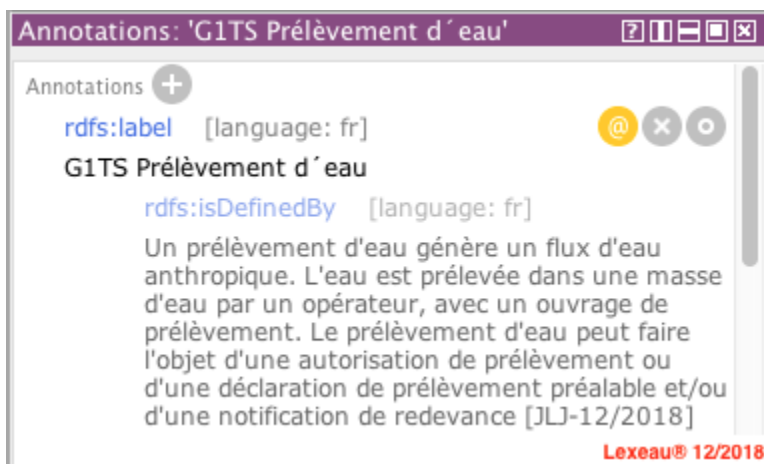 Annotations: 'G1TS Prélèvement d´eau'
Annotations
rdfs:label [language: fr]
G1TS Prélèvement d´eau
rdfs:isDefinedBy [language: fr]
Un prélèvement d'eau génère un flux d'eau
anthropique. L'eau est prélevée dans une masse
d'eau par un opérateur, avec un ouvrage de
prélèvement. Le prélèvement d'eau peut faire
l'objet d'une autorisation de prélèvement ou
d'une déclaration de prélèvement préalable et/ou
d'une notification de redevance [JLJ-12/2018]
Lexeau® 12/2018